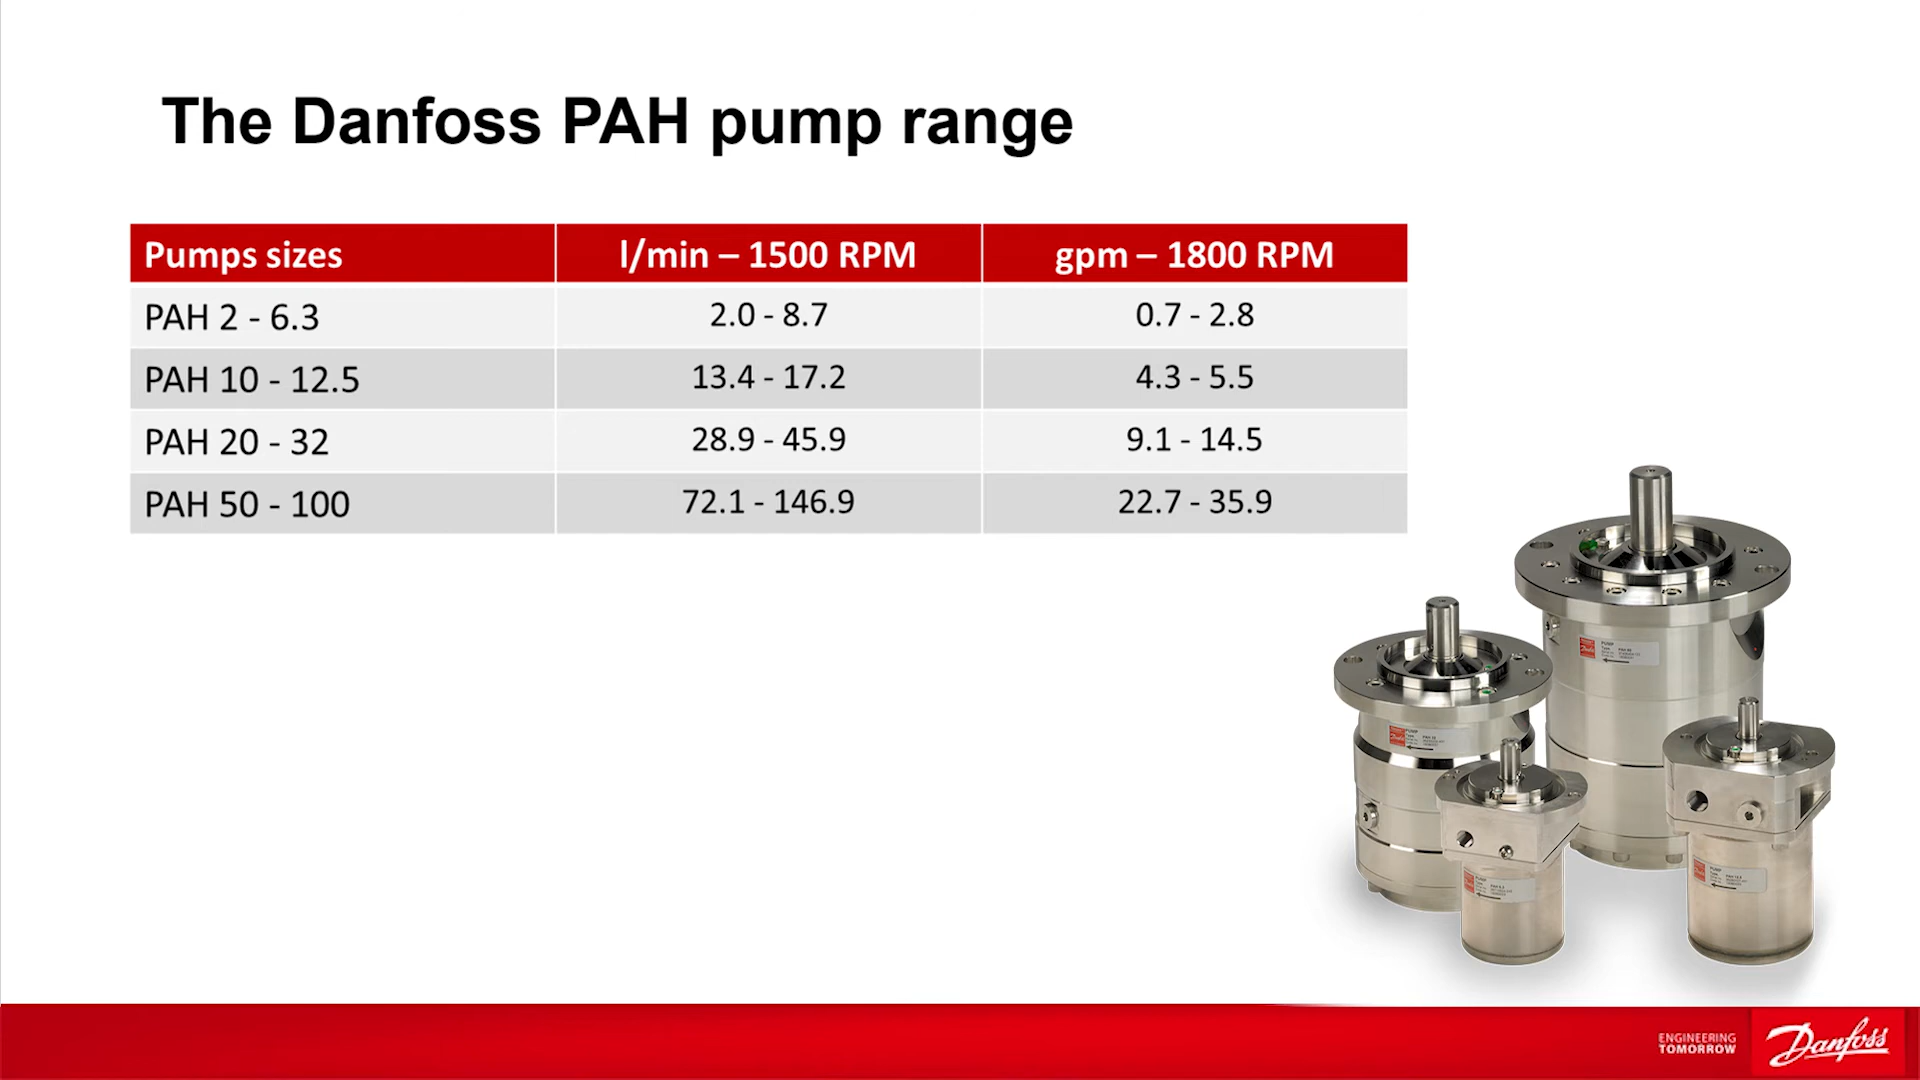 The Danfoss PAH pump range
Pumps sizes l/min – 1500 RPM gpm – 1800 RPM
PAH 2 - 6.3 2.0 - 8.7 0.7 - 2.8
PAH 10 - 12.5 13.4 - 17.2 4.3 - 5.5
PAH 20 - 32 28.9 - 45.9 9.1 - 14.5
PAH 50 - 100 72.1 - 146.9 22.7 - 35.9
ENGINEERING
TOMORROW
Danfoss